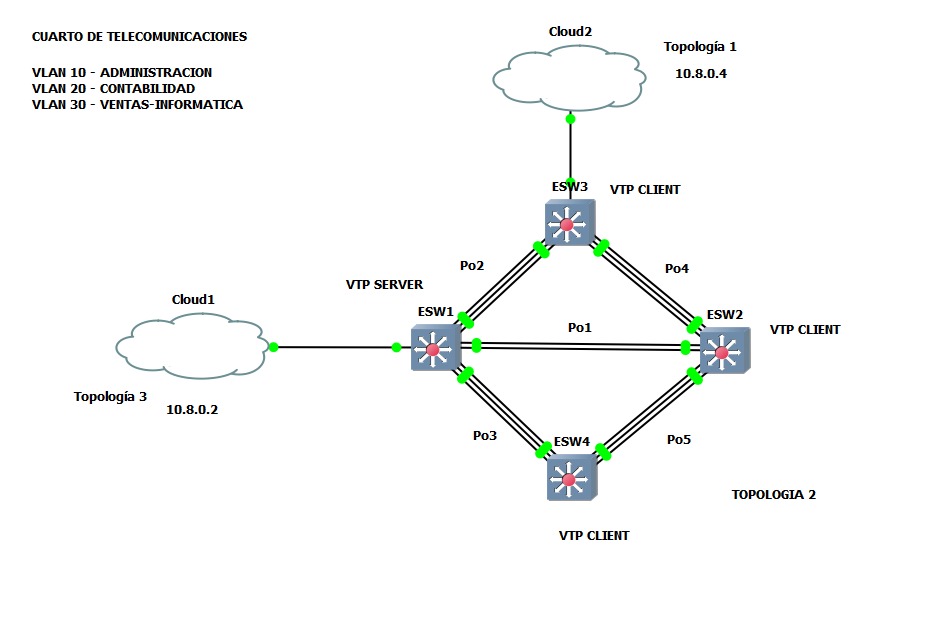 CUARTO DE TELECOMUNICACIONES
VLAN 10 - ADMINISTRACION
VLAN 20 - CONTABILIDAD
VLAN 30 - VENTAS-INFORMATICA
Cloud2
Topología 1
10.8.0.4
ESW3
VTP CLIENT
Po2
Po4
VTP SERVER
Cloud1
ESW1
Po1
ESW2
VTP CLIENT
Topología 3
10.8.0.2
Po3
ESW4
Po5
TOPOLOGIA 2
VTP CLIENT